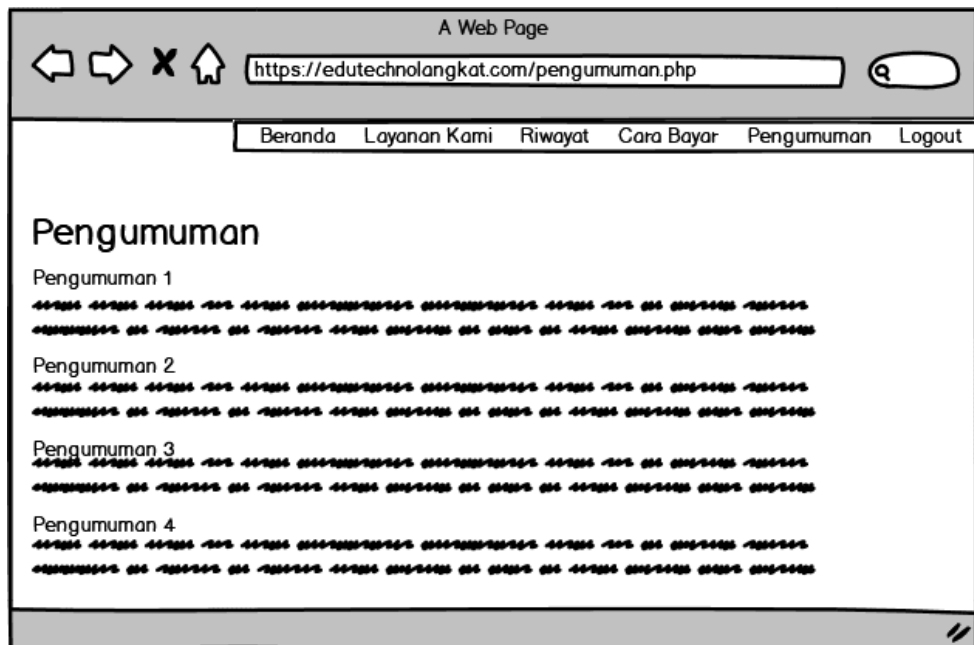 A Web Page
https://edutechnolangkat.com/pengumuman.php
Beranda Layanan Kami Riwayat Cara Bayar Pengumuman Logout
Pengumuman
Pengumuman 1
Pengumuman 2
Pengumuman 3
Pengumuman 4